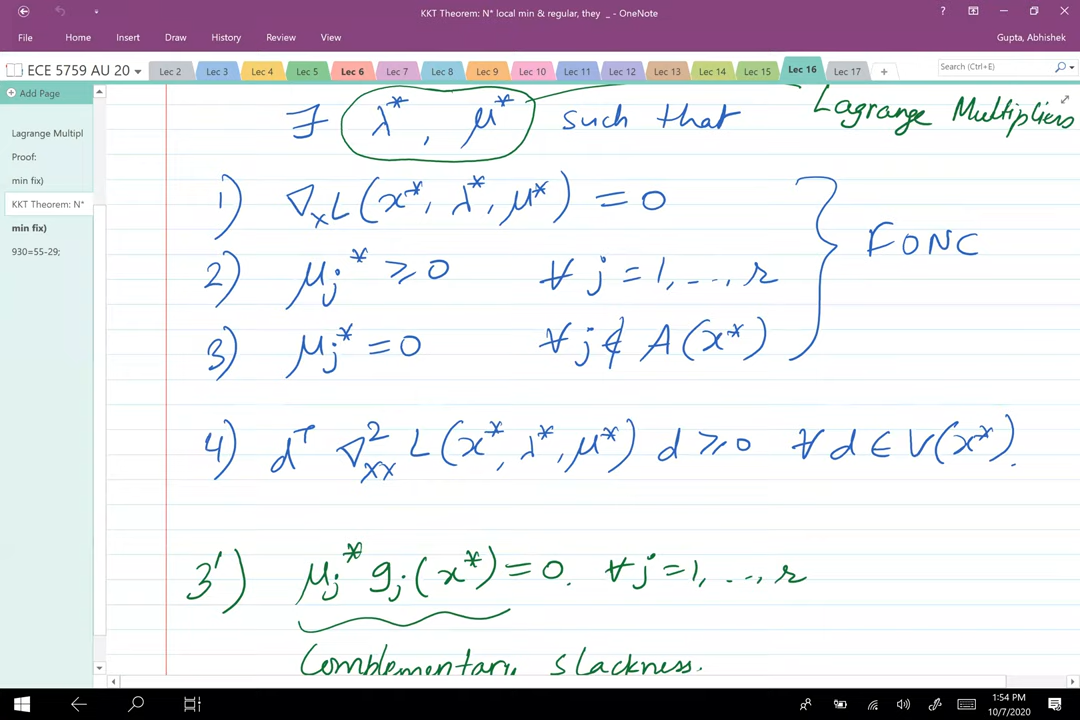 KKT Theorem: N* local min & regular, they _ - OneNote
File Home Insert Draw History Review View
Gupta, Abhishek
ECE 5759 AU 20
Lec 2 Lec 3 Lec 4 Lec 5 Lec 6 Lec 7 Lec 8 Lec 9 Lec 10 Lec 11 Lec 12 Lec 13 Lec 14 Lec 15 Lec 16 Lec 17 +
Search (Ctrl+E)
Add Page
Lagrange Multipl
Proof:
min fix)
KKT Theorem: N*
min fix)
930=55-29;
∃ λ*, μ* such that
Lagrange Multipliers
1) ∇ₓL(x*, λ*, μ*) = 0
2) μj* ≥ 0 ∀ j = 1, ..., r
3) μj* = 0 ∀ j ∉ A(x*)
FONC
4) dᵀ ∇²ₓₓ L(x*, λ*, μ*) d ≥ 0 ∀ d ∈ V(x*).
3') μj* gj(x*) = 0. ∀ j = 1, ..., r
Complementary slackness.
1:54 PM
10/7/2020